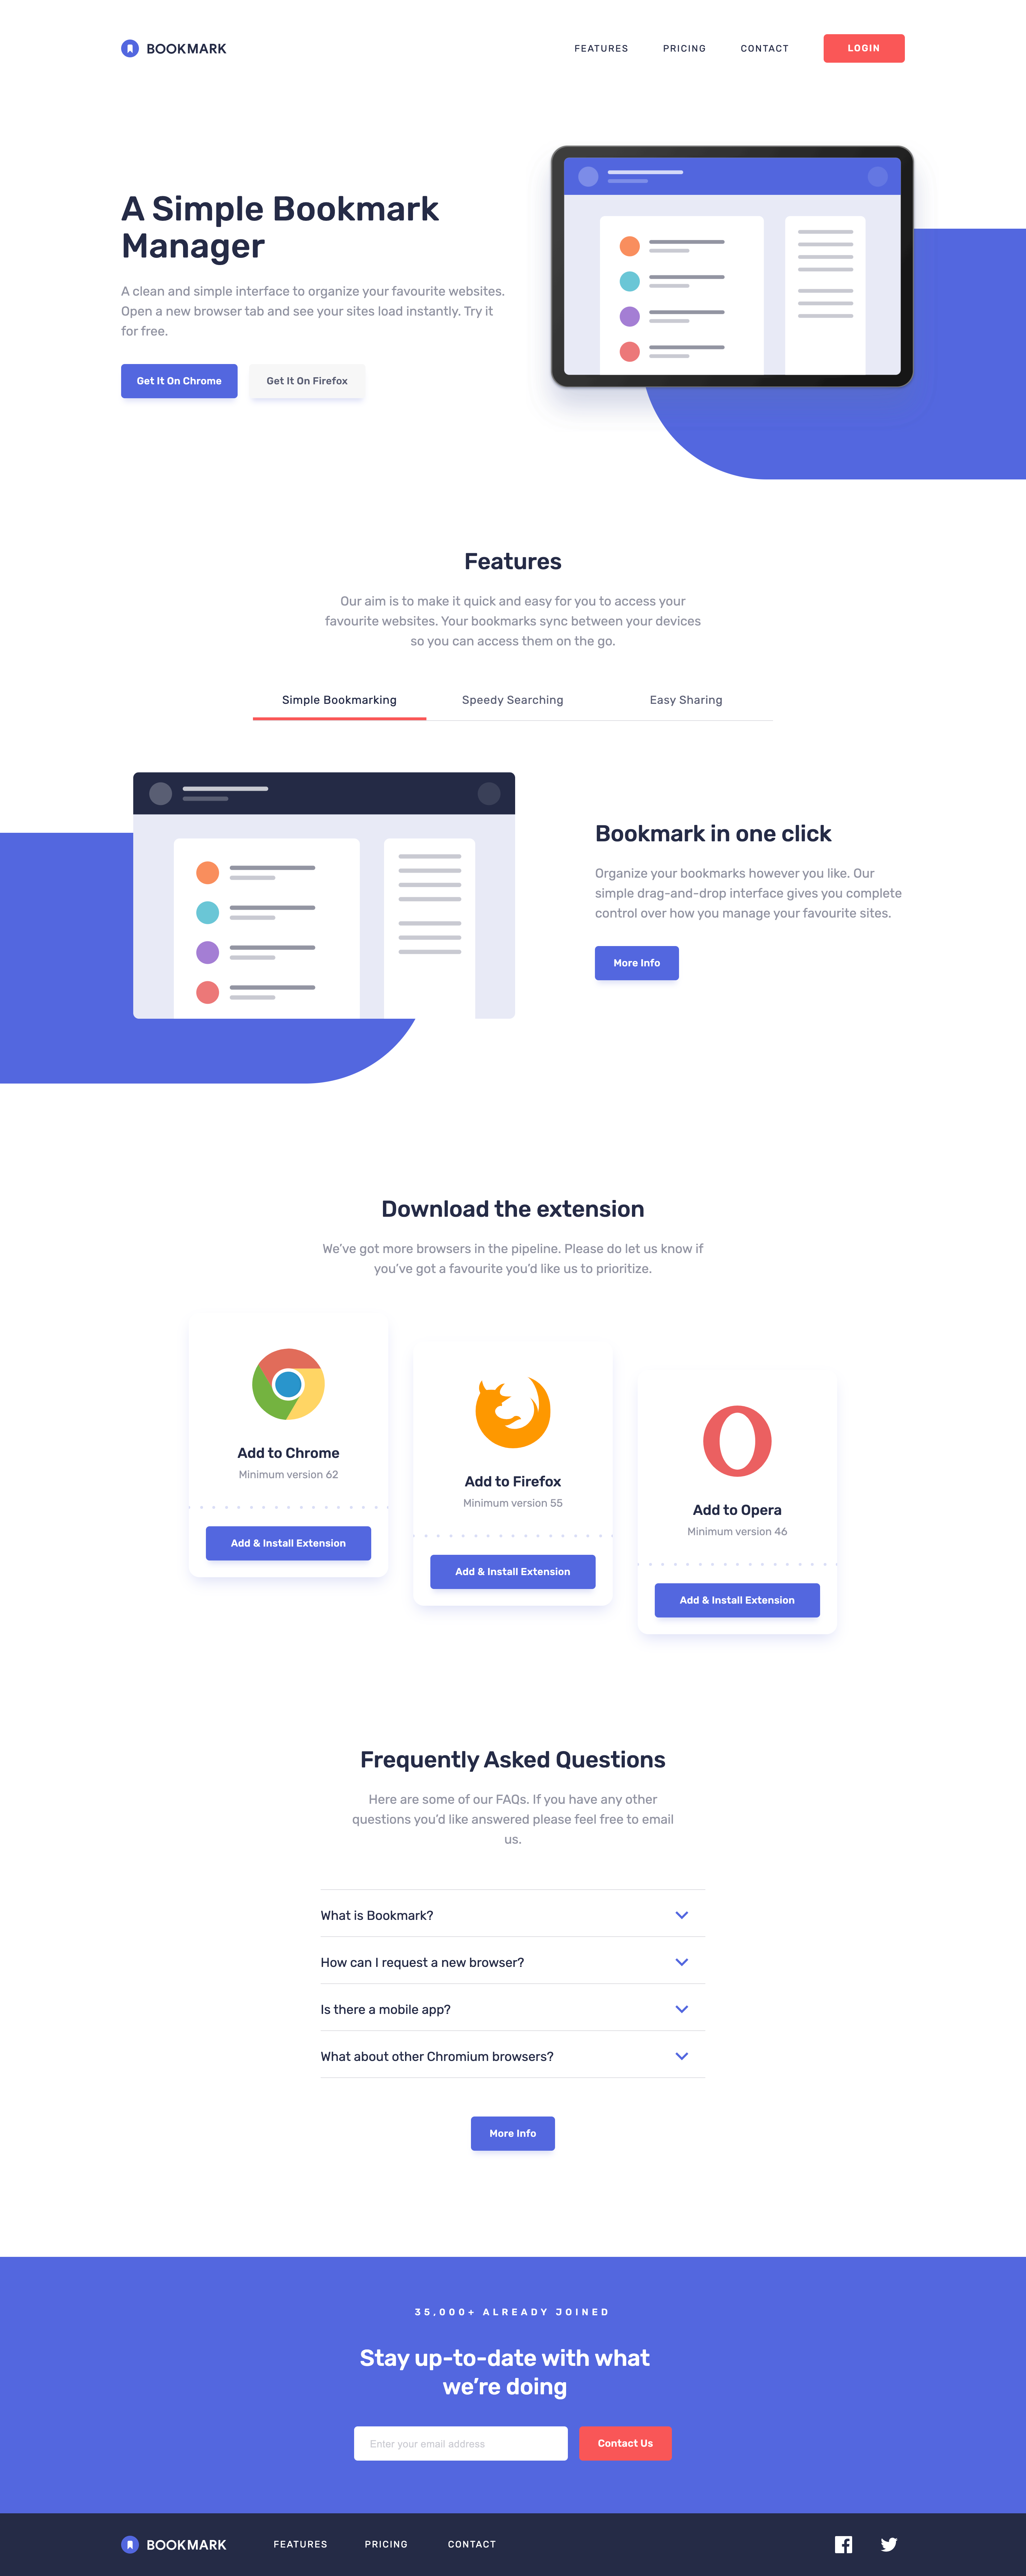 BOOKMARK
FEATURES
PRICING
CONTACT
LOGIN
A Simple Bookmark
Manager
A clean and simple interface to organize your favourite websites.
Open a new browser tab and see your sites load instantly. Try it
for free.
Get It On Chrome
Get It On Firefox
Features
Our aim is to make it quick and easy for you to access your
favourite websites. Your bookmarks sync between your devices
so you can access them on the go.
Simple Bookmarking
Speedy Searching
Easy Sharing
Bookmark in one click
Organize your bookmarks however you like. Our
simple drag-and-drop interface gives you complete
control over how you manage your favourite sites.
More Info
Download the extension
We’ve got more browsers in the pipeline. Please do let us know if
you’ve got a favourite you’d like us to prioritize.
Add to Chrome
Minimum version 62
Add & Install Extension
Add to Firefox
Minimum version 55
Add & Install Extension
Add to Opera
Minimum version 46
Add & Install Extension
Frequently Asked Questions
Here are some of our FAQs. If you have any other
questions you’d like answered please feel free to email
us.
What is Bookmark?
How can I request a new browser?
Is there a mobile app?
What about other Chromium browsers?
More Info
35,000+ ALREADY JOINED
Stay up-to-date with what
we’re doing
Enter your email address
Contact Us
BOOKMARK
FEATURES
PRICING
CONTACT